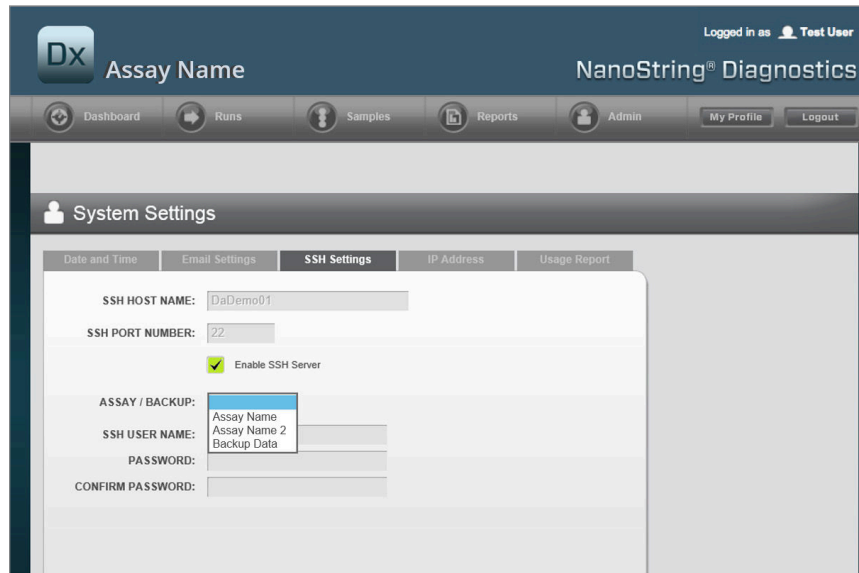 Logged in as Test User
Dx Assay Name
NanoString® Diagnostics
Dashboard Runs Samples Reports Admin My Profile Logout
System Settings
Date and Time Email Settings SSH Settings IP Address Usage Report
SSH HOST NAME: DaDemo01
SSH PORT NUMBER: 22
Enable SSH Server
ASSAY / BACKUP:
Assay Name
Assay Name 2
Backup Data
SSH USER NAME:
PASSWORD:
CONFIRM PASSWORD: